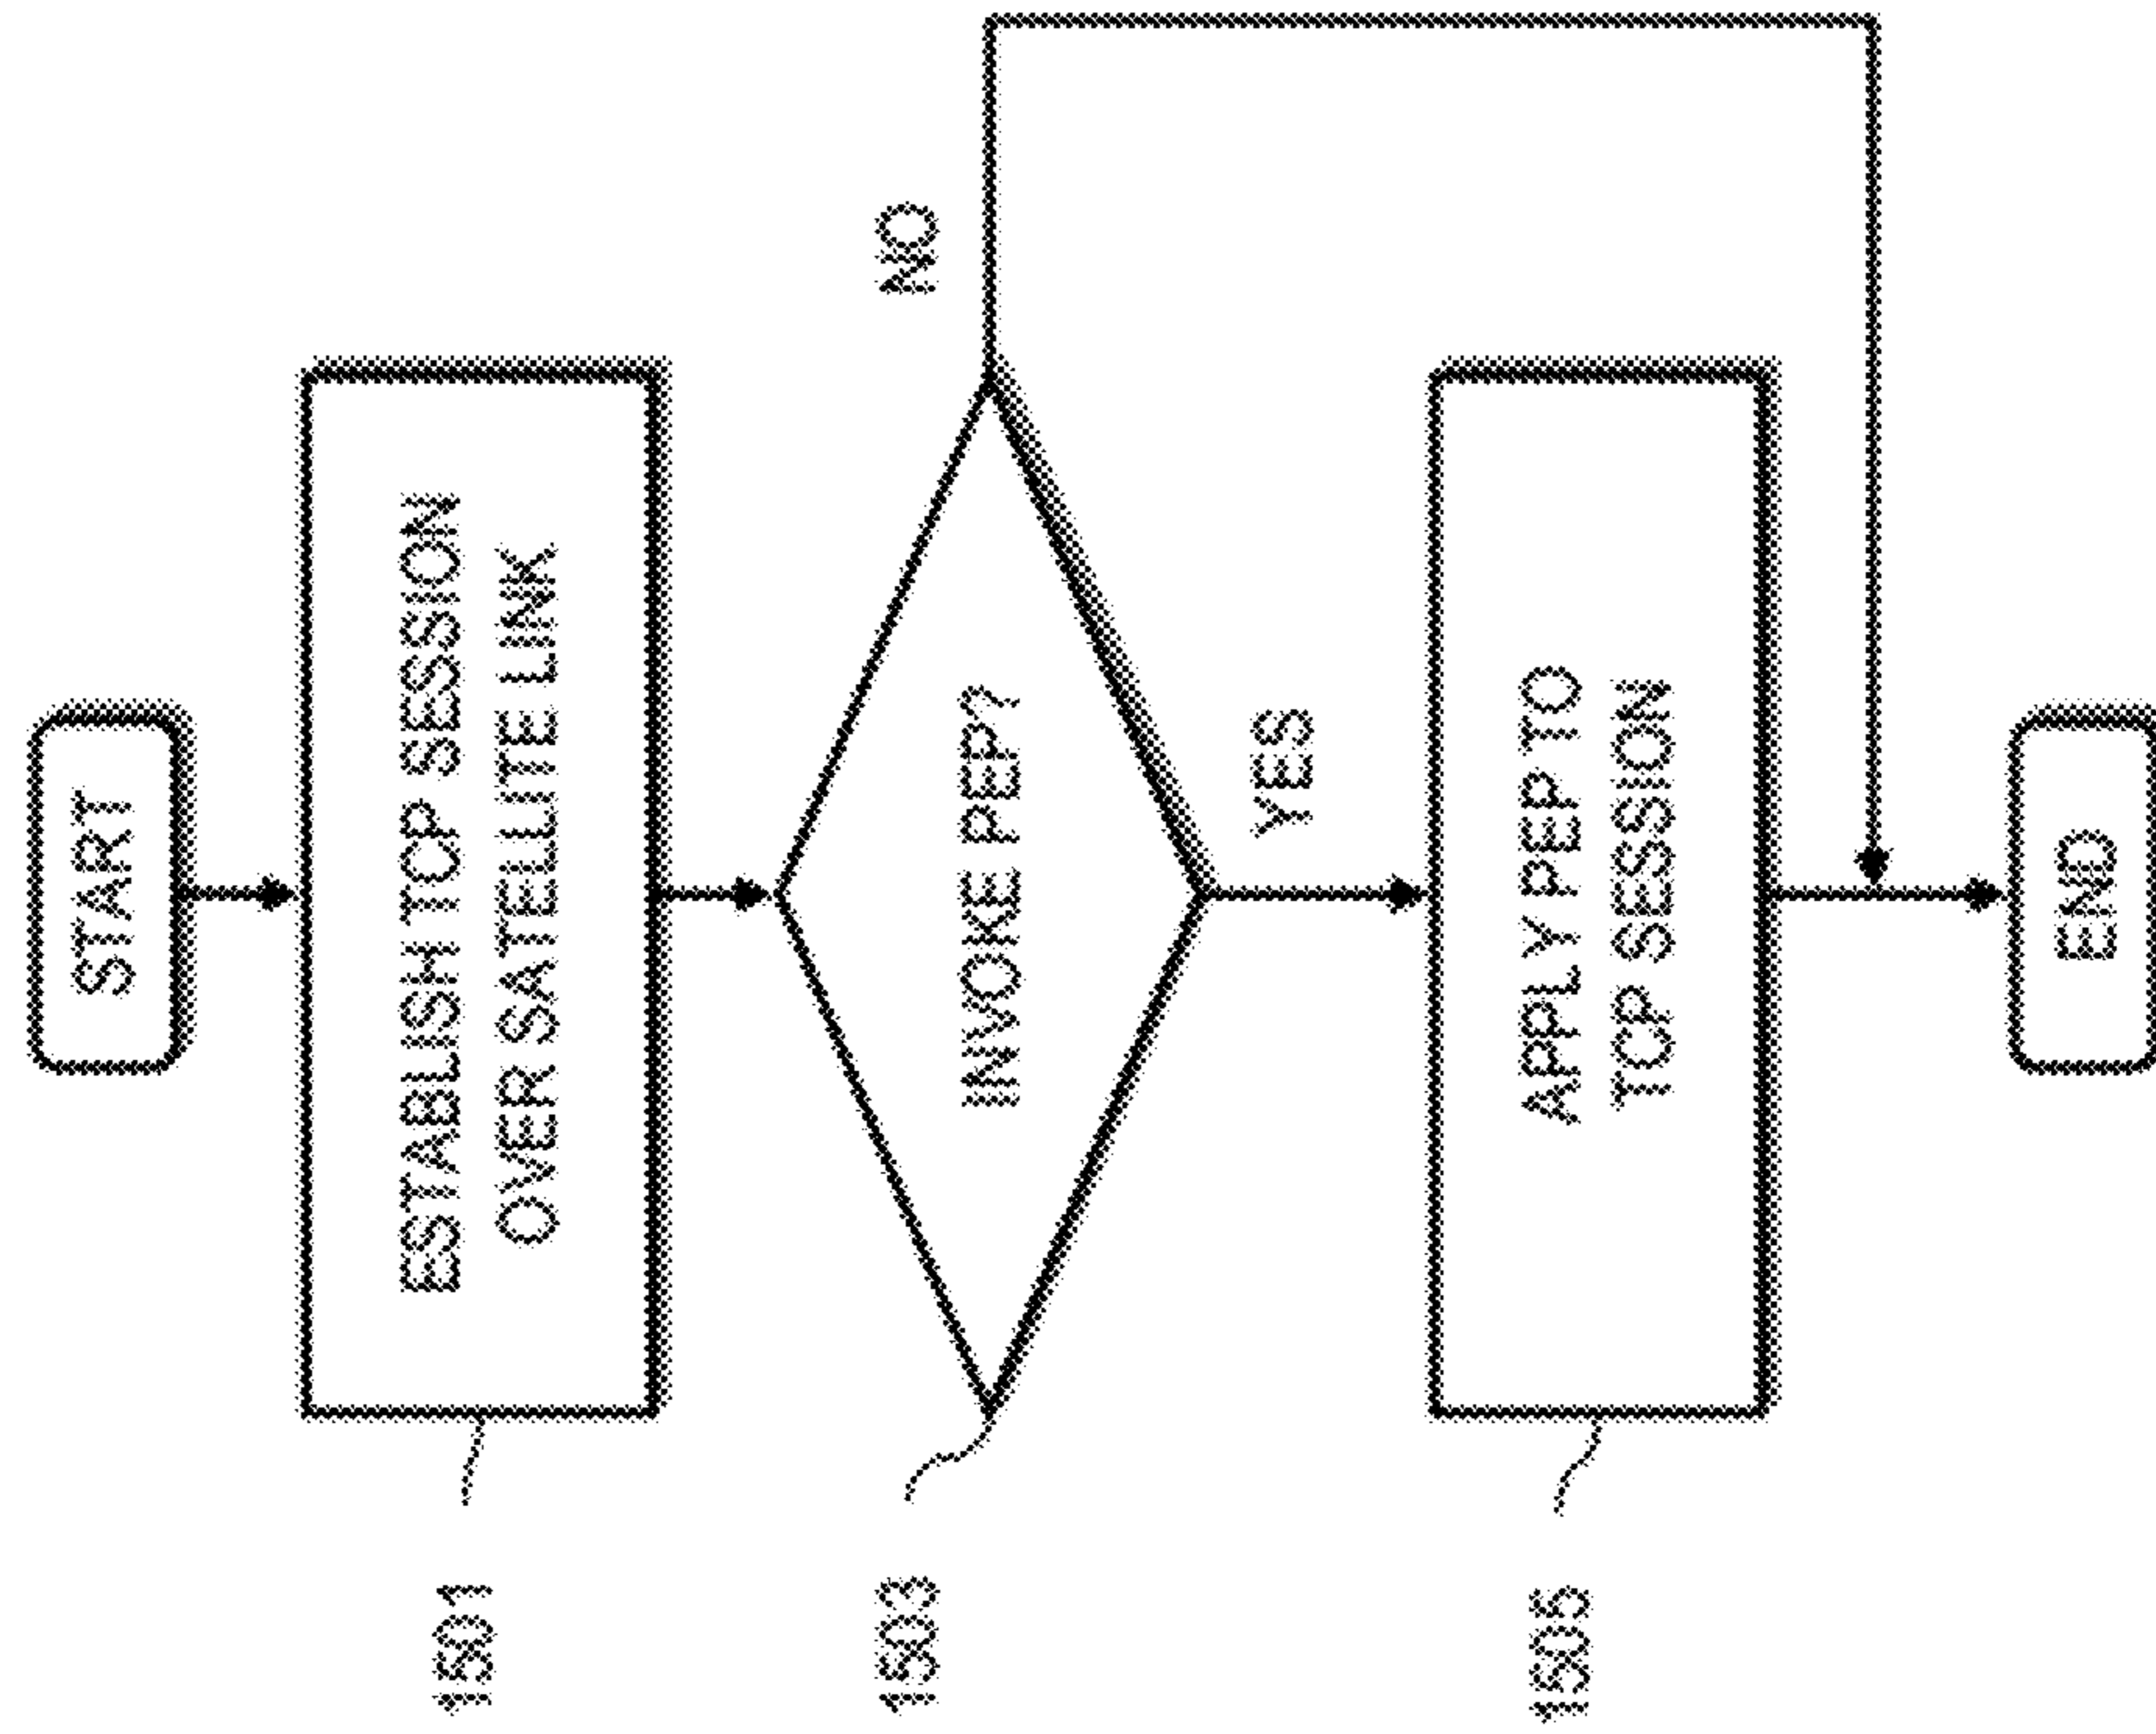 START
ESTABLISH TCP SESSION
OVER SATELLITE LINK
1501
INVOKE PEP?
1503
NO
YES
APPLY PEP TO
TCP SESSION
1505
END